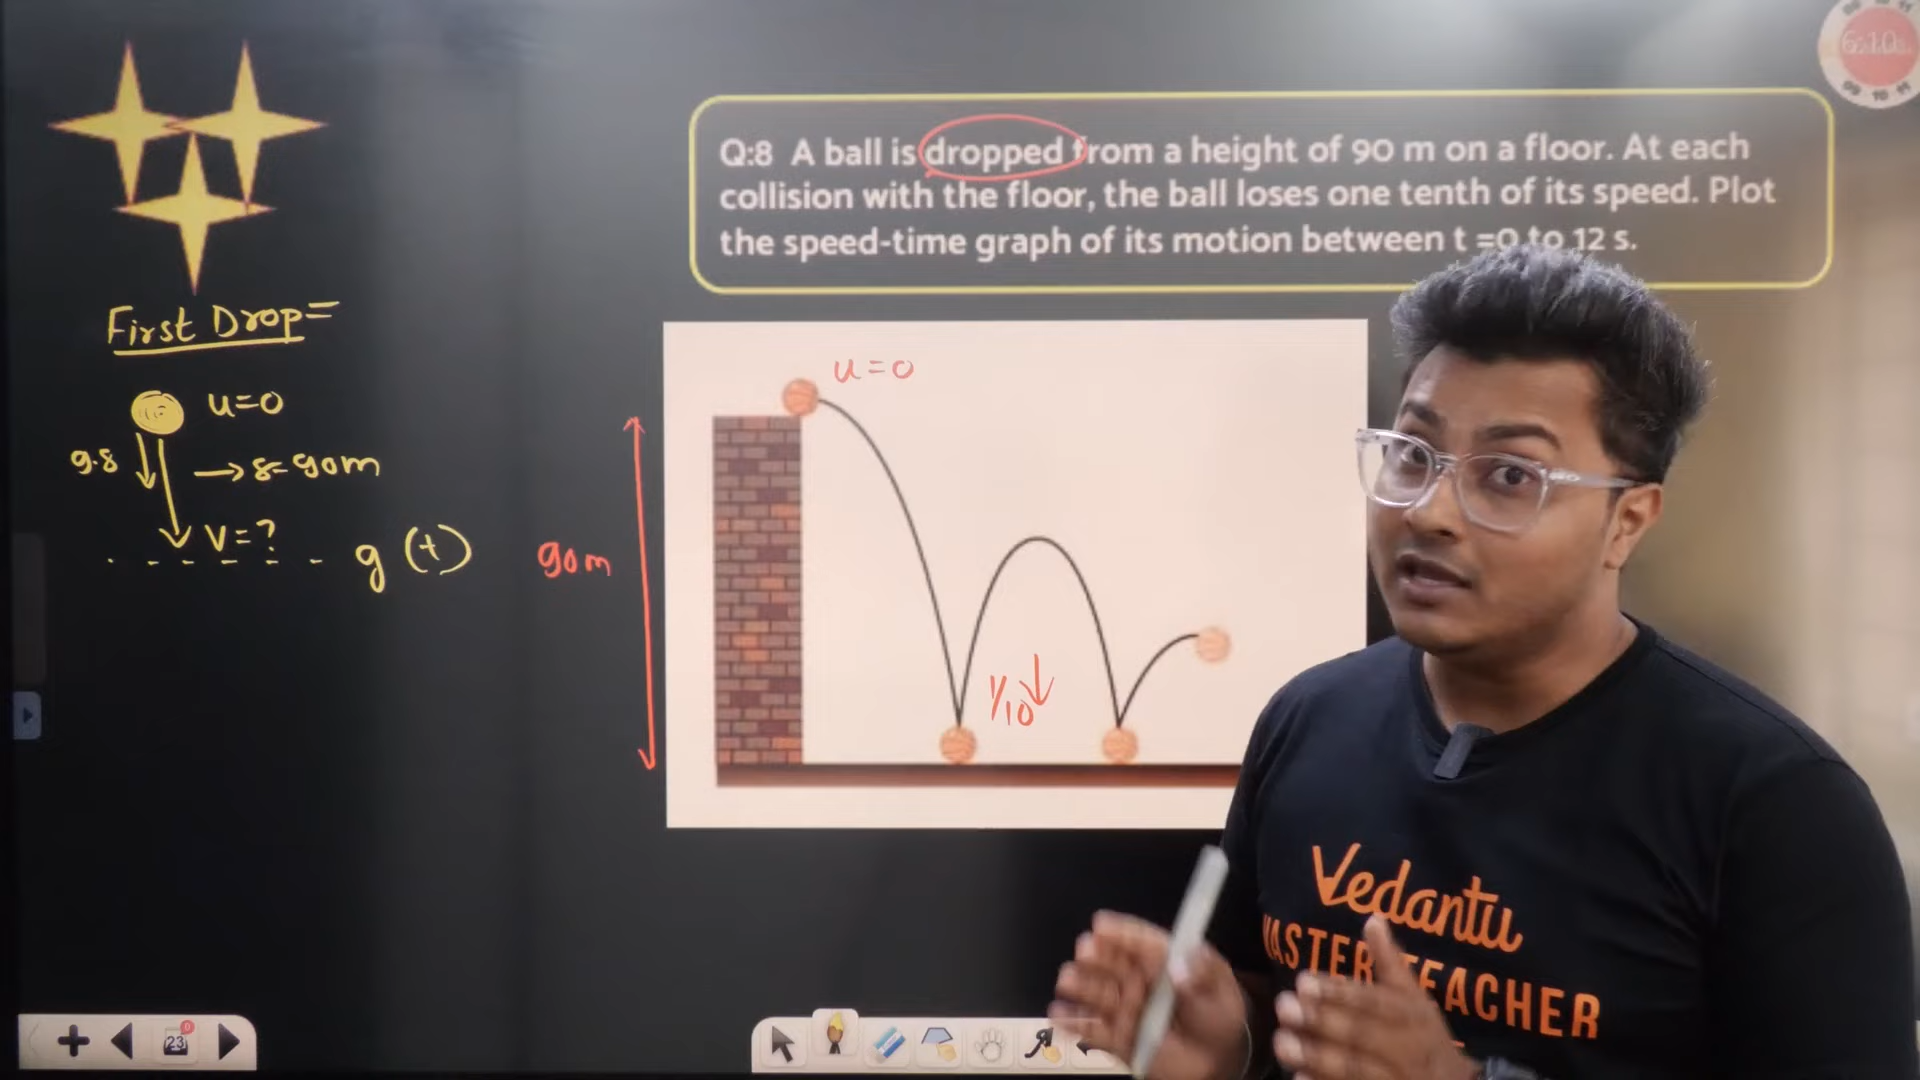 Q:8 A ball is dropped from a height of 90 m on a floor. At each
collision with the floor, the ball loses one tenth of its speed. Plot
the speed-time graph of its motion between t =0 to 12 s.
First Drop=
u=0
9.8
→ s= 90m
v=?
g (+)
u=0
90m
1/10↓
23
Vedantu
MASTER TEACHER